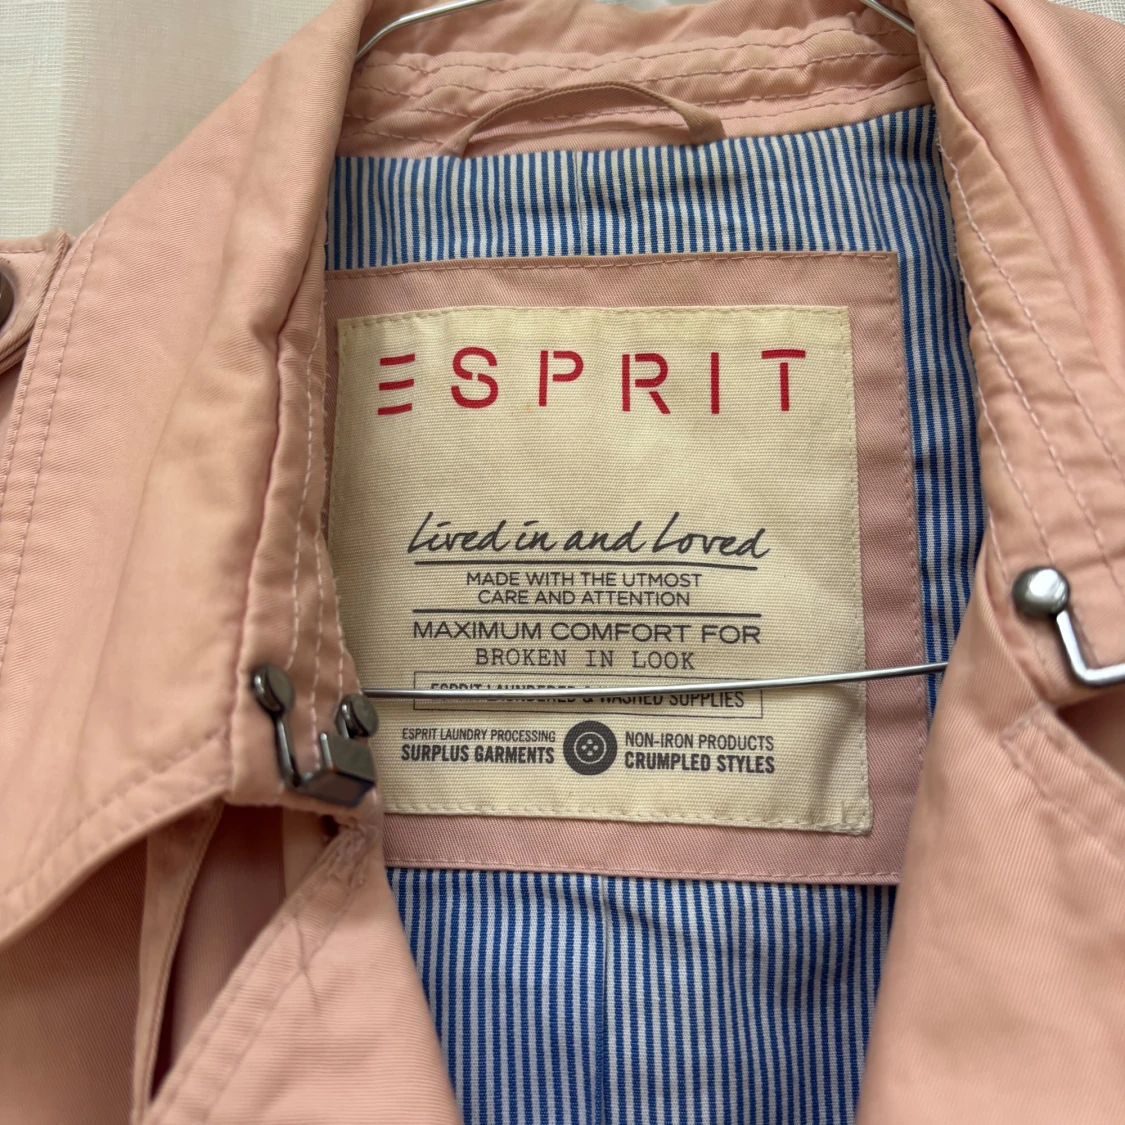 ESPRIT
Lived in and Loved
MADE WITH THE UTMOST
CARE AND ATTENTION
MAXIMUM COMFORT FOR
BROKEN IN LOOK
ESPRIT LAUNDERED & WASHED SUPPLIES
ESPRIT LAUNDRY PROCESSING
SURPLUS GARMENTS
NON-IRON PRODUCTS
CRUMPLED STYLES